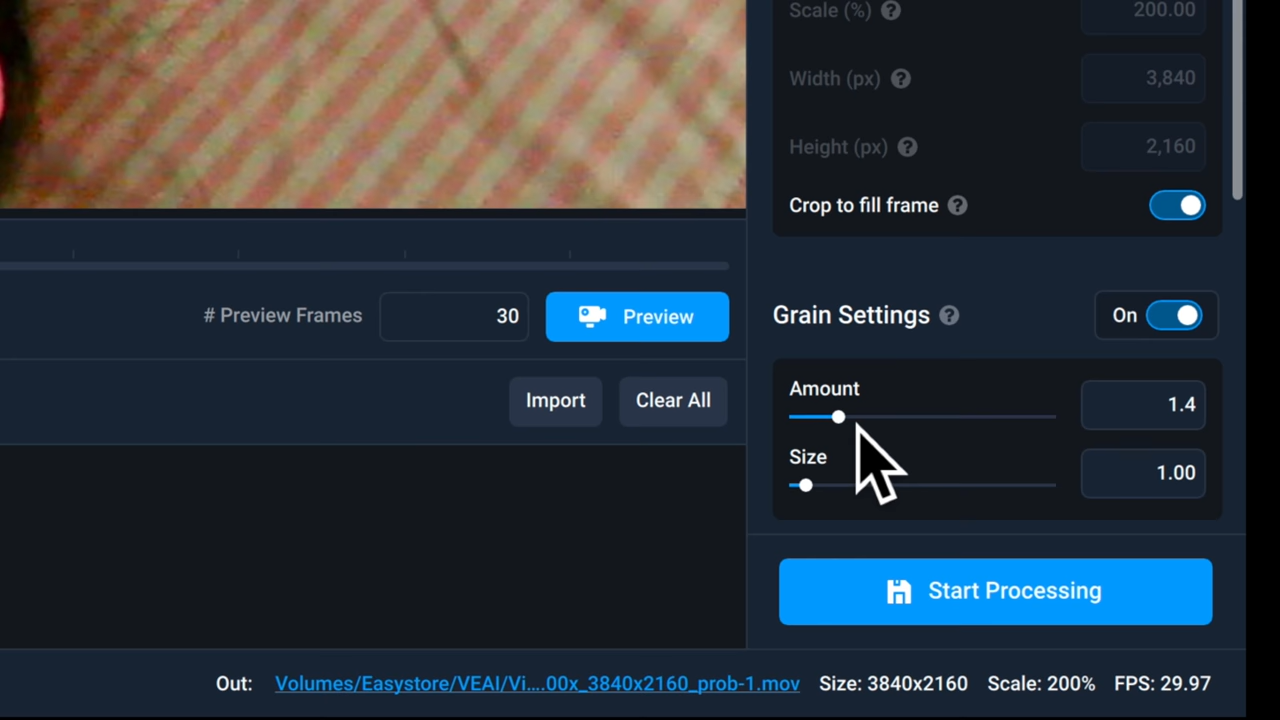 Scale (%) ? 200.00
Width (px) ? 3,840
Height (px) ? 2,160
Crop to fill frame ?
# Preview Frames 30 Preview
Grain Settings ? On
Import Clear All
Amount 1.4
Size 1.00
Start Processing
Out: Volumes/Easystore/VEAI/Vi....00x_3840x2160_prob-1.mov Size: 3840x2160 Scale: 200% FPS: 29.97